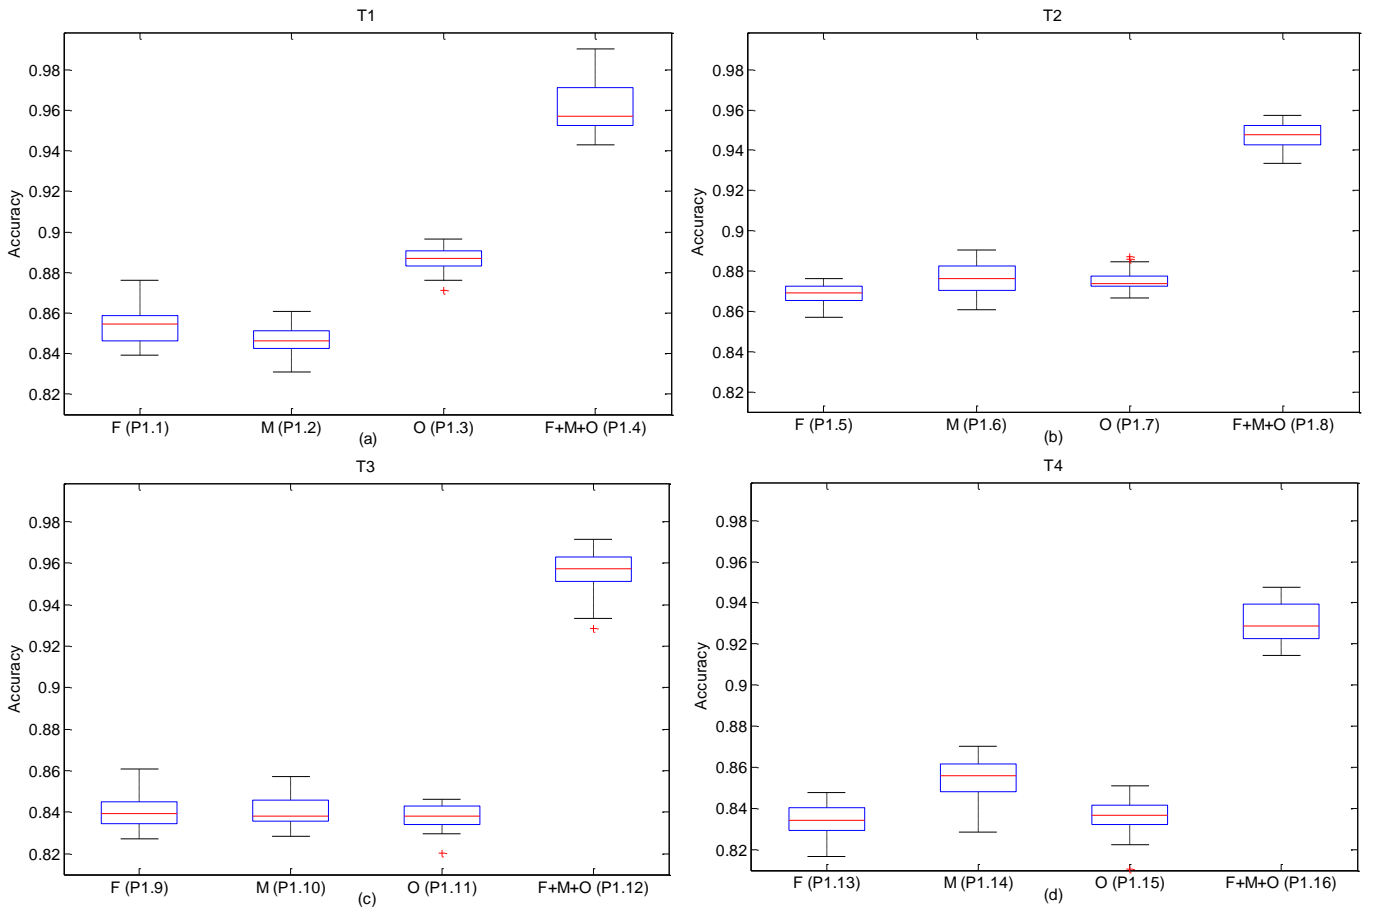 T1
Accuracy
0.98
0.96
0.94
0.92
0.9
0.88
0.86
0.84
0.82
F (P1.1) M (P1.2) O (P1.3) F+M+O (P1.4)
(a)
T2
Accuracy
0.98
0.96
0.94
0.92
0.9
0.88
0.86
0.84
0.82
F (P1.5) M (P1.6) O (P1.7) F+M+O (P1.8)
(b)
T3
Accuracy
0.98
0.96
0.94
0.92
0.9
0.88
0.86
0.84
0.82
F (P1.9) M (P1.10) O (P1.11) F+M+O (P1.12)
(c)
T4
Accuracy
0.98
0.96
0.94
0.92
0.9
0.88
0.86
0.84
0.82
F (P1.13) M (P1.14) O (P1.15) F+M+O (P1.16)
(d)